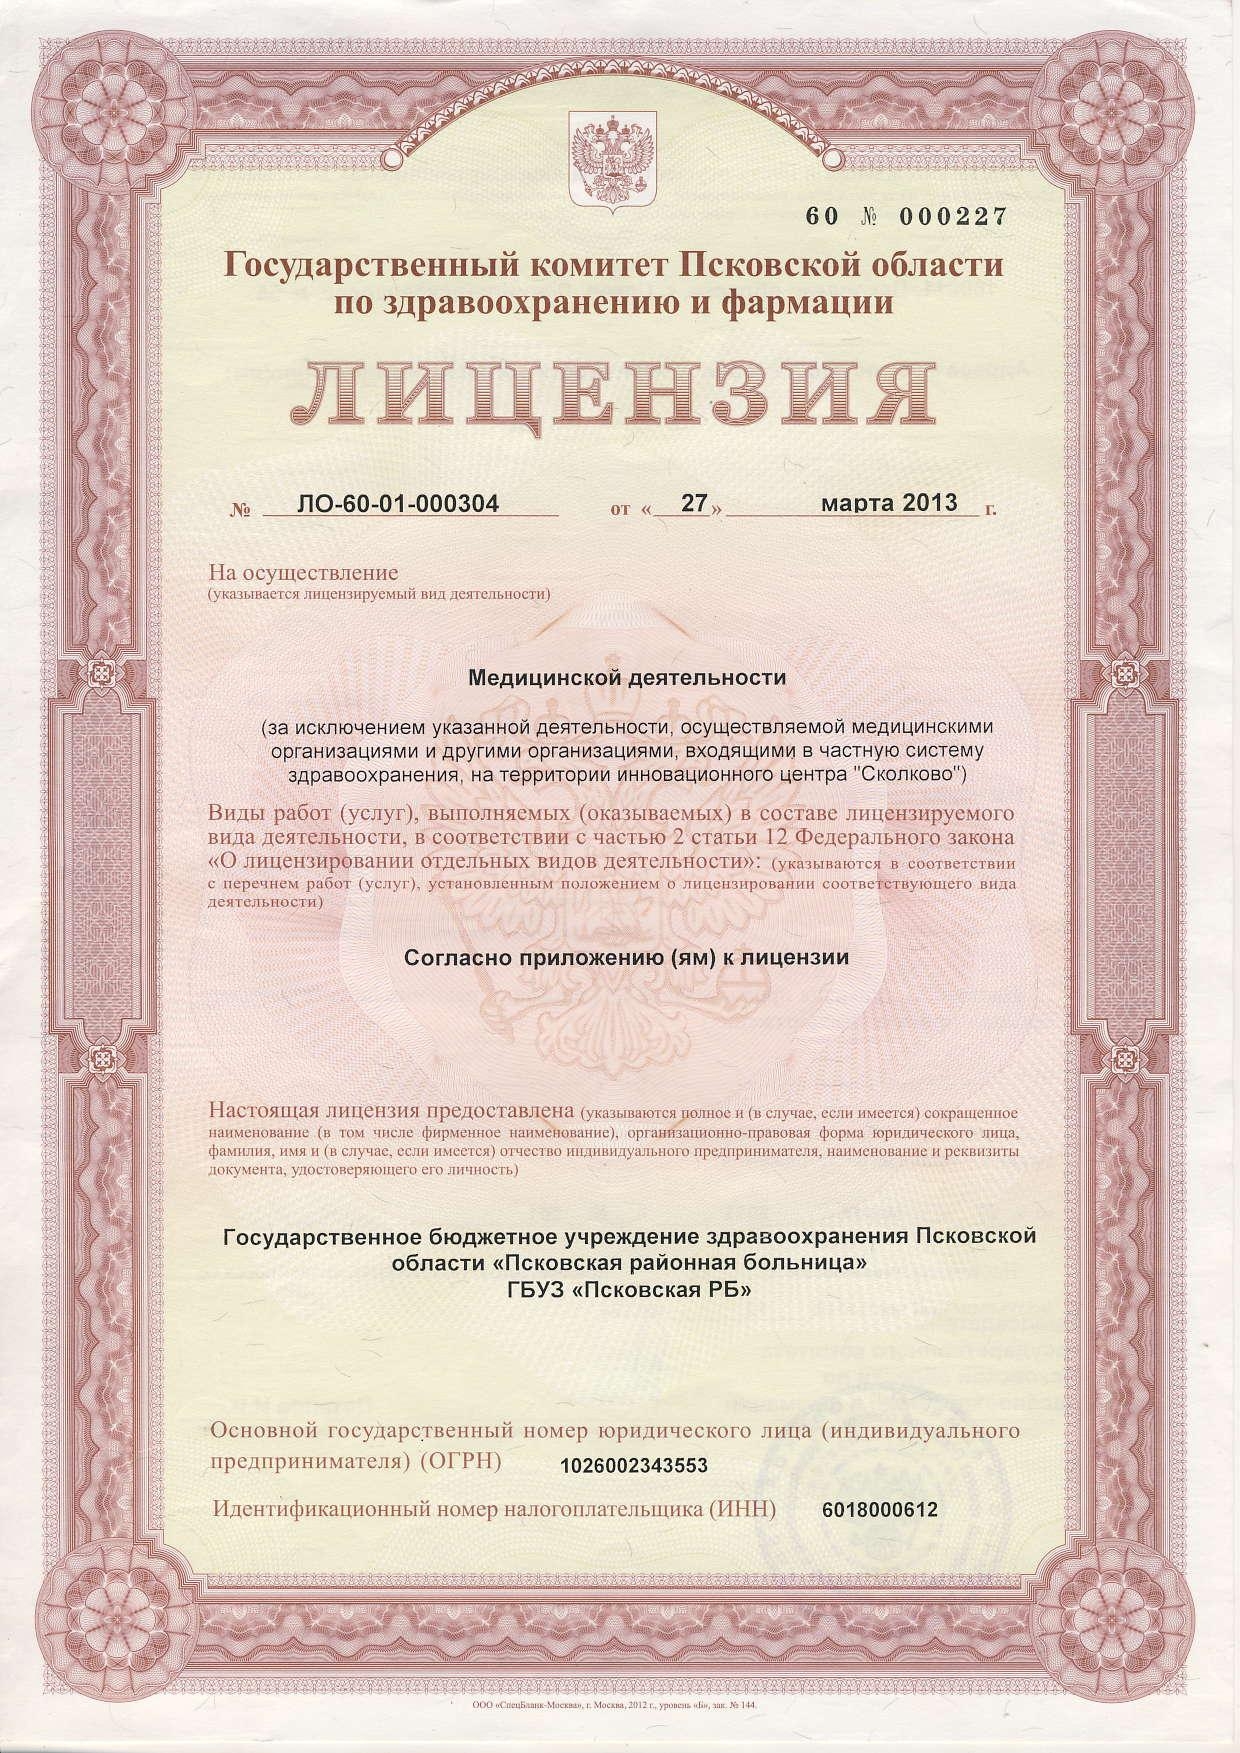 60 № 000227
Государственный комитет Псковской области
по здравоохранению и фармации
ЛИЦЕНЗИЯ
№ ЛО-60-01-000304 от « 27 » марта 2013 г.
На осуществление
(указывается лицензируемый вид деятельности)
Медицинской деятельности
(за исключением указанной деятельности, осуществляемой медицинскими
организациями и другими организациями, входящими в частную систему
здравоохранения, на территории инновационного центра "Сколково")
Виды работ (услуг), выполняемых (оказываемых) в составе лицензируемого
вида деятельности, в соответствии с частью 2 статьи 12 Федерального закона
«О лицензировании отдельных видов деятельности»: (указываются в соответствии
с перечнем работ (услуг), установленным положением о лицензировании соответствующего вида
деятельности)
Согласно приложению (ям) к лицензии
Настоящая лицензия предоставлена (указываются полное и (в случае, если имеется) сокращенное
наименование (в том числе фирменное наименование), организационно-правовая форма юридического лица,
фамилия, имя и (в случае, если имеется) отчество индивидуального предпринимателя, наименование и реквизиты
документа, удостоверяющего его личность)
Государственное бюджетное учреждение здравоохранения Псковской
области «Псковская районная больница»
ГБУЗ «Псковская РБ»
Основной государственный номер юридического лица (индивидуального
предпринимателя) (ОГРН) 1026002343553
Идентификационный номер налогоплательщика (ИНН) 6018000612
ООО «СпецБланк-Москва», г. Москва, 2012 г., уровень «Б», зак. № 144.